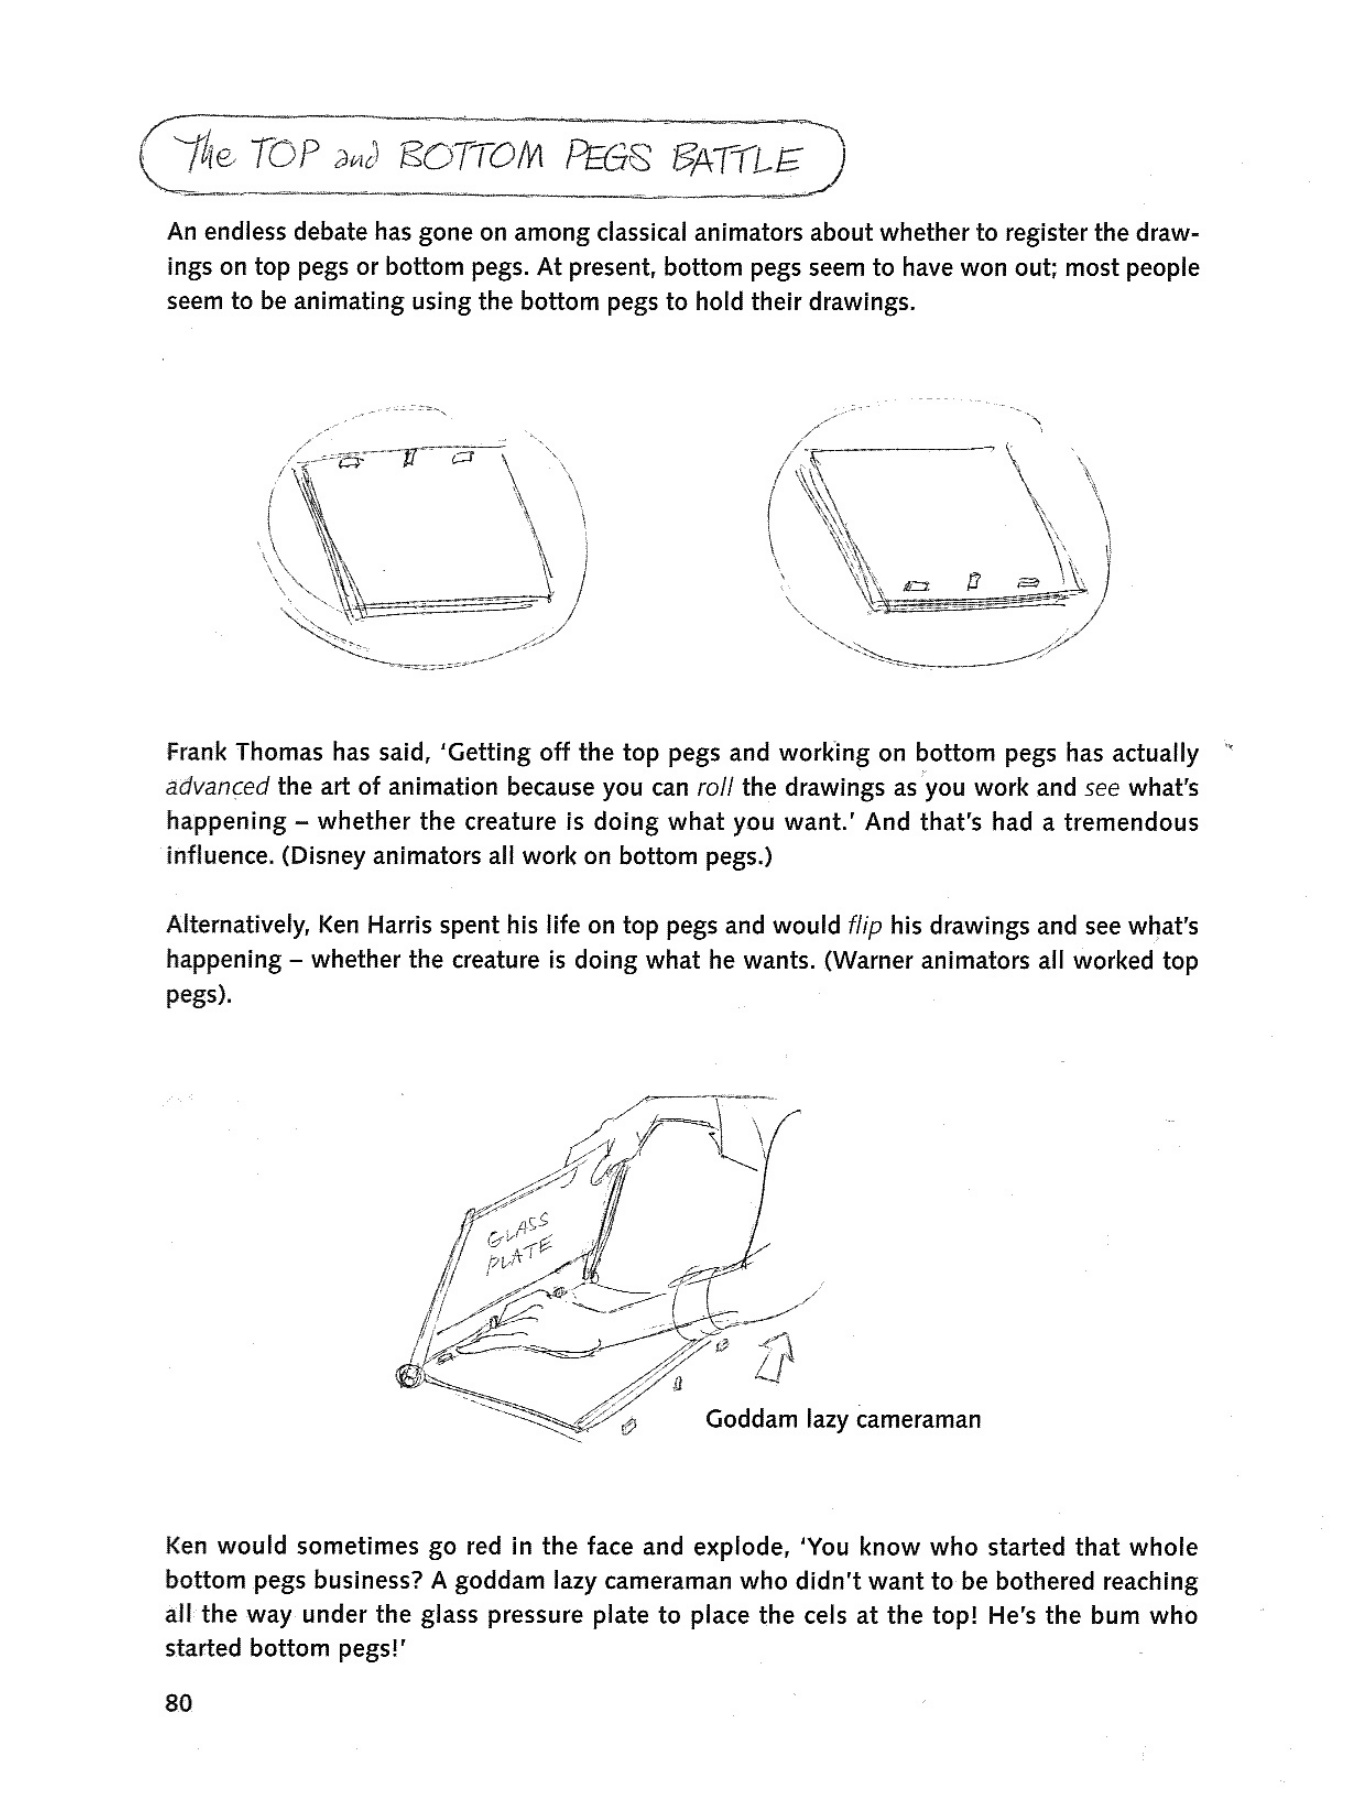 The TOP and BOTTOM PEGS BATTLE
An endless debate has gone on among classical animators about whether to register the draw-
ings on top pegs or bottom pegs. At present, bottom pegs seem to have won out; most people
seem to be animating using the bottom pegs to hold their drawings.
Frank Thomas has said, 'Getting off the top pegs and working on bottom pegs has actually
advanced the art of animation because you can roll the drawings as you work and see what's
happening – whether the creature is doing what you want.' And that's had a tremendous
influence. (Disney animators all work on bottom pegs.)
Alternatively, Ken Harris spent his life on top pegs and would flip his drawings and see what's
happening – whether the creature is doing what he wants. (Warner animators all worked top
pegs).
GLASS
PLATE
Goddam lazy cameraman
Ken would sometimes go red in the face and explode, 'You know who started that whole
bottom pegs business? A goddam lazy cameraman who didn't want to be bothered reaching
all the way under the glass pressure plate to place the cels at the top! He's the bum who
started bottom pegs!'
80